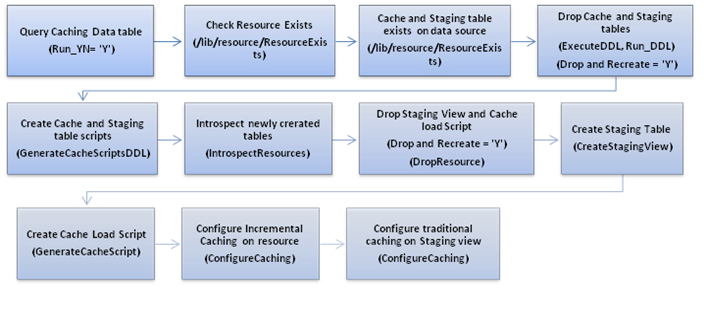 Query Caching Data table
(Run_YN= 'Y')
Check Resource Exists
(/lib/resource/ResourceExis
ts)
Cache and Staging table
exists on data source
(/lib/resource/ResourceExis
ts)
Drop Cache and Staging
tables
(ExecuteDDL, Run_DDL)
(Drop and Recreate = 'Y')
Create Cache and Staging
table scripts
(GenerateCacheScriptsDDL)
Introspect newly cerated
tables
(IntrospectResources)
Drop Staging View and Cache
load Script
(Drop and Recreate = 'Y')
(DropResource)
Create Staging Table
(CreateStagingView)
Create Cache Load Script
(GenerateCacheScript)
Configure Incremental
Caching on resource
(ConfigureCaching)
Configure traditional
caching on Staging view
(ConfigureCaching)